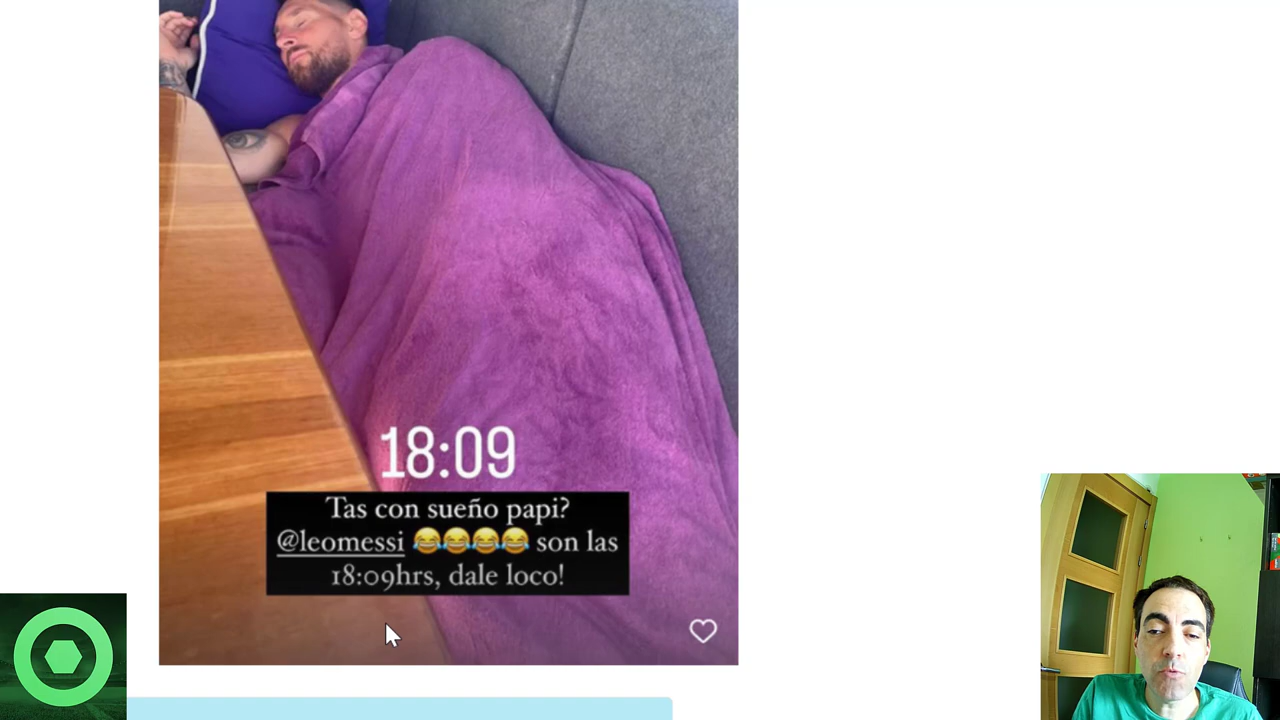 18:09
Tas con sueño papi?
@leomessi 😂😂😂😂 son las
18:09hrs, dale loco!